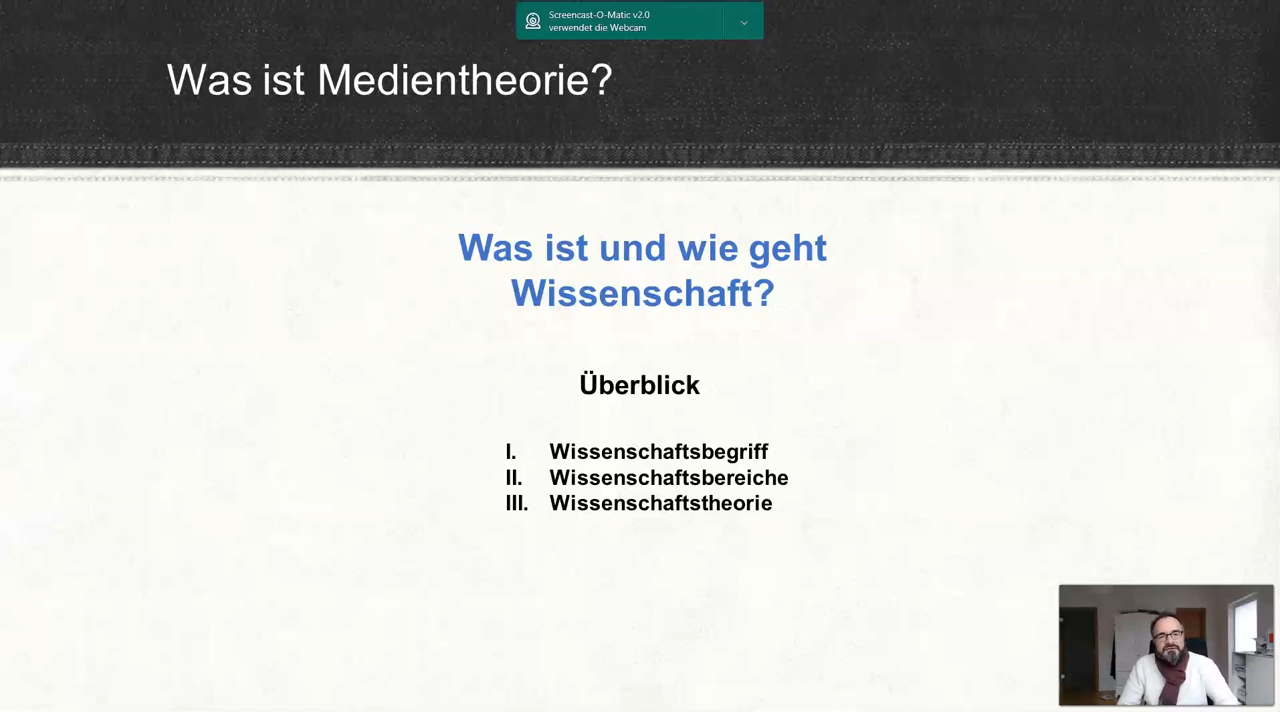 Screencast-O-Matic v2.0
verwendet die Webcam
Was ist Medientheorie?
Was ist und wie geht
Wissenschaft?
Überblick
I. Wissenschaftsbegriff
II. Wissenschaftsbereiche
III. Wissenschaftstheorie